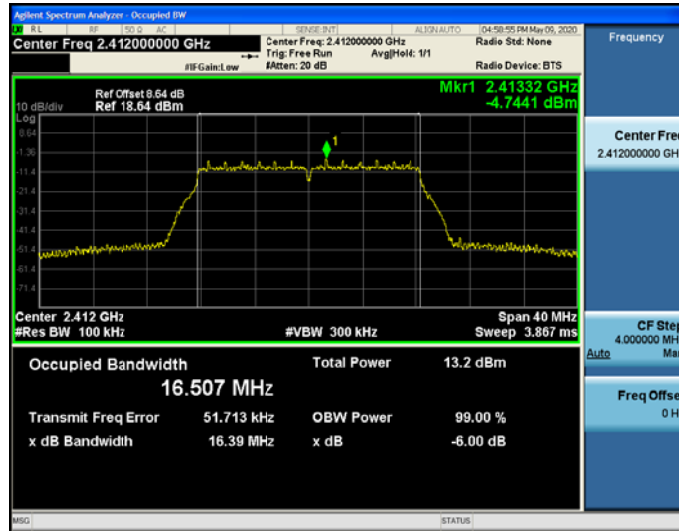 Agilent Spectrum Analyzer - Occupied BW
LXI RL RF 50 Ω AC SENSE:INT ALIGN AUTO 04:58:55 PM May 09, 2020
Center Freq 2.412000000 GHz Center Freq: 2.412000000 GHz Radio Std: None Frequency
Trig: Free Run Avg|Hold: 1/1
#IFGain:Low #Atten: 20 dB Radio Device: BTS
Ref Offset 8.64 dB Mkr1 2.41332 GHz
10 dB/div Ref 18.64 dBm -4.7441 dBm
Log
8.64 1 Center Fre
-1.36 2.412000000 GH
-11.4
-21.4
-31.4
-41.4
-51.4
-61.4
-71.4
Center 2.412 GHz Span 40 MHz
#Res BW 100 kHz #VBW 300 kHz Sweep 3.867 ms
CF Step
4.000000 MH
Auto Ma
Occupied Bandwidth Total Power 13.2 dBm
16.507 MHz
Freq Offse
0 H
Transmit Freq Error 51.713 kHz OBW Power 99.00 %
x dB Bandwidth 16.39 MHz x dB -6.00 dB
MSG STATUS